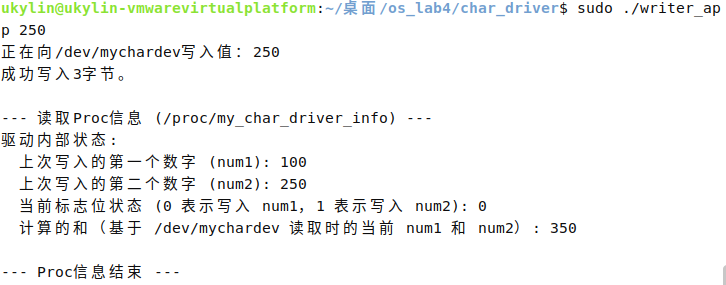 ukylin@ukylin-vmwarevirtualplatform:~/桌面/os_lab4/char_driver$ sudo ./writer_ap
p 250
正在向/dev/mychardev写入值: 250
成功写入3字节。
--- 读取Proc信息 (/proc/my_char_driver_info) ---
驱动内部状态:
上次写入的第一个数字 (num1): 100
上次写入的第二个数字 (num2): 250
当前标志位状态 (0 表示写入 num1, 1 表示写入 num2): 0
计算的和（基于 /dev/mychardev 读取时的当前 num1 和 num2）: 350
--- Proc信息结束 ---